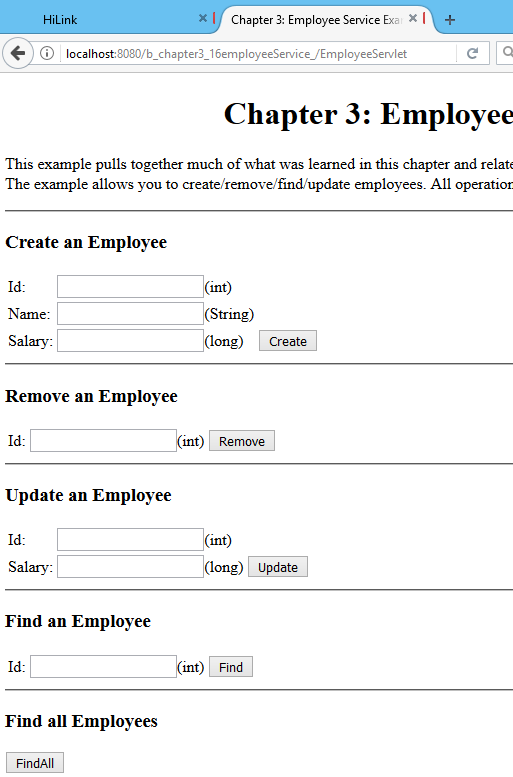 HiLink
Chapter 3: Employee Service Exa
localhost:8080/b_chapter3_16employeeService_/EmployeeServlet
Chapter 3: Employee
This example pulls together much of what was learned in this chapter and relate
The example allows you to create/remove/find/update employees. All operation
Create an Employee
Id: (int)
Name: (String)
Salary: (long) Create
Remove an Employee
Id: (int) Remove
Update an Employee
Id: (int)
Salary: (long) Update
Find an Employee
Id: (int) Find
Find all Employees
FindAll